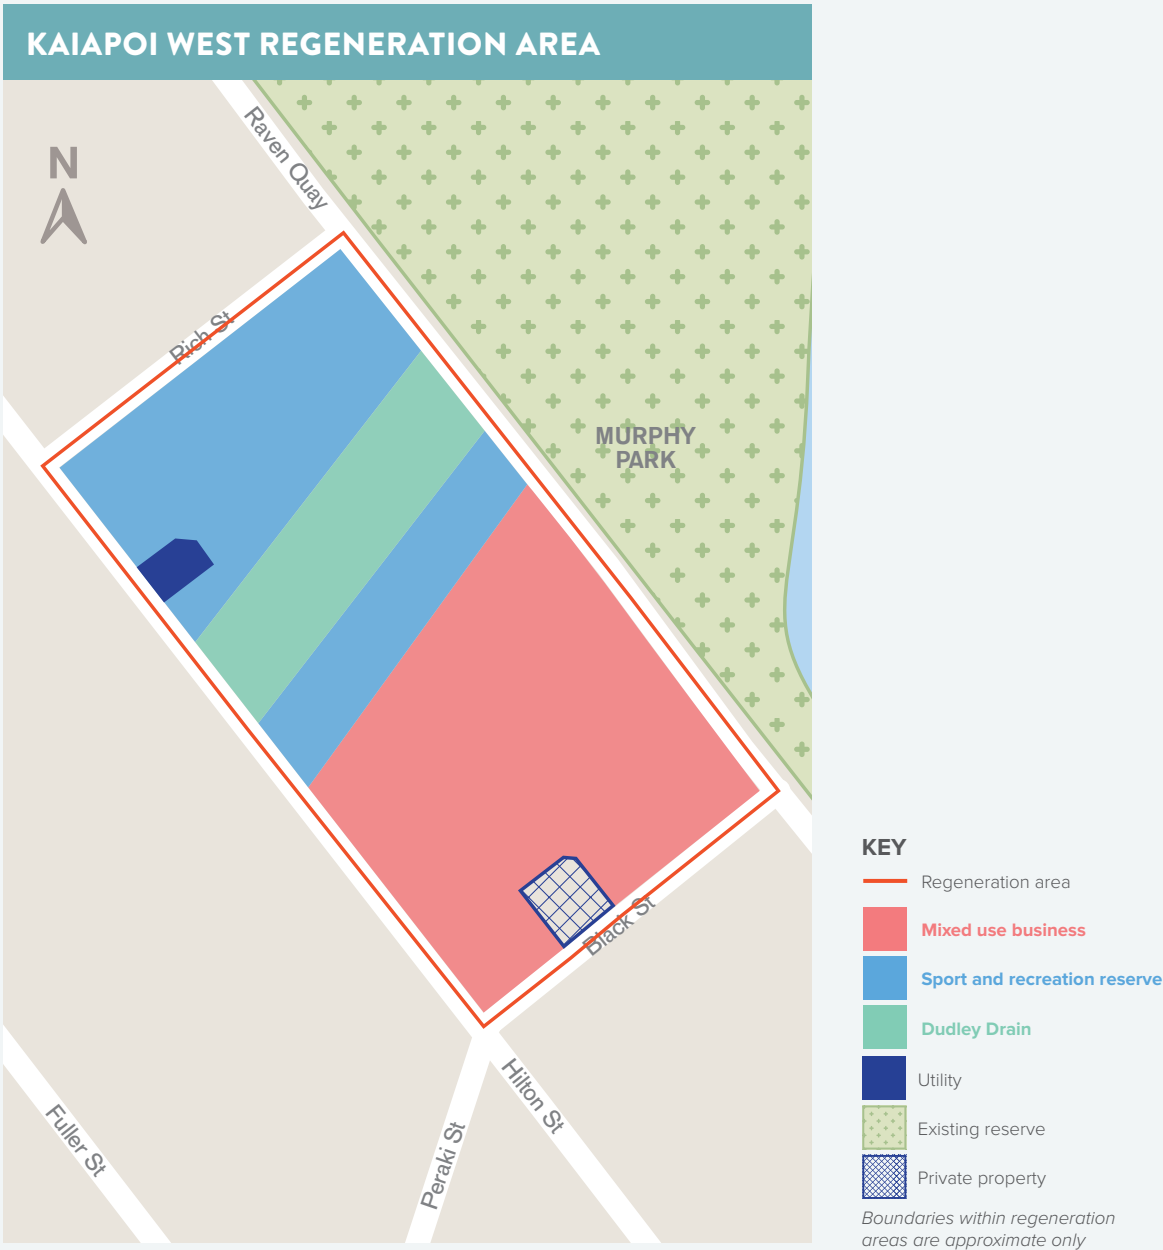 KAIAPOI WEST REGENERATION AREA
Raven Quay
N
Rich St
MURPHY
PARK
Black St
Hilton St
Fuller St
Peraki St
KEY
Regeneration area
Mixed use business
Sport and recreation reserve
Dudley Drain
Utility
Existing reserve
Private property
Boundaries within regeneration
areas are approximate only